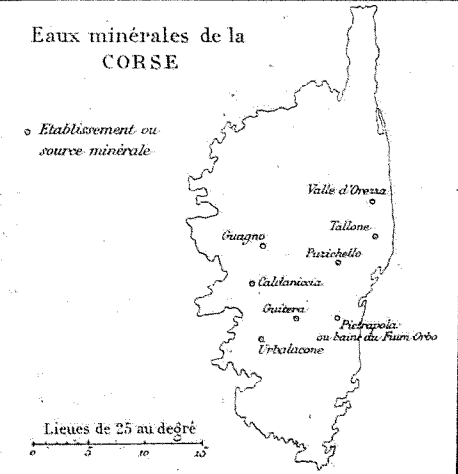 Eaux minérales de la
CORSE
Etablissement ou
source minérale
Valle d'Orezza
Tallone
Guagno
Puzichello
Caldaniccia
Guitera
Pietrapola
ou bains du Fium Orbo
Urbalacone
Lieues de 25 au degré
0 5 10 15